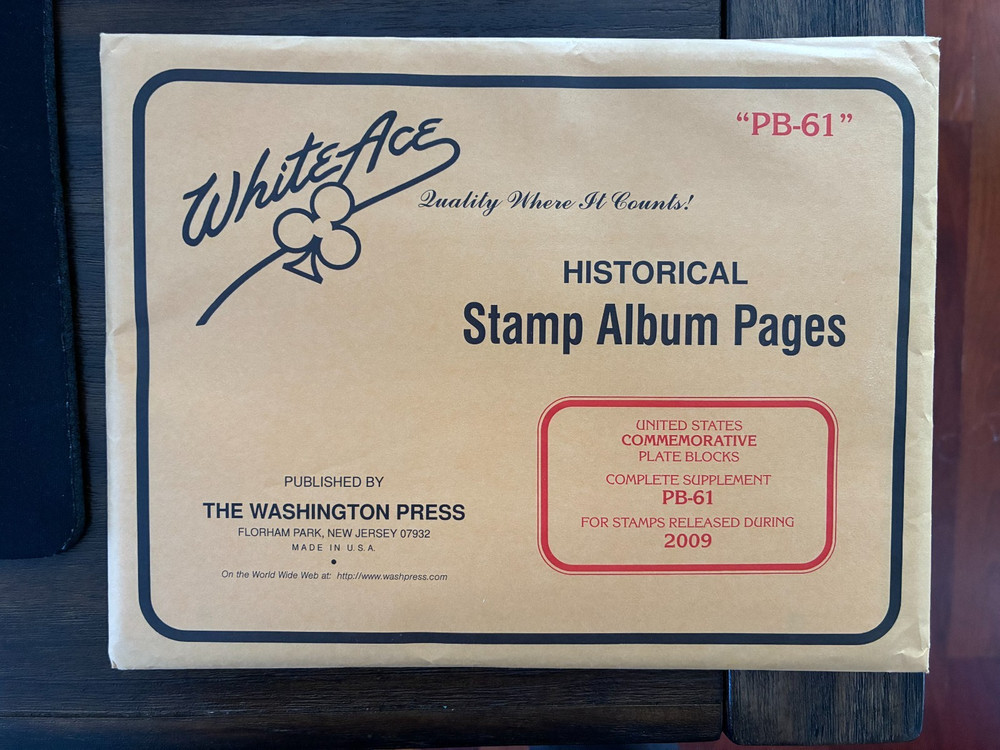 "PB-61"
WhiteAce
Quality Where It Counts!
HISTORICAL
Stamp Album Pages
UNITED STATES
COMMEMORATIVE
PLATE BLOCKS
COMPLETE SUPPLEMENT
PB-61
FOR STAMPS RELEASED DURING
2009
PUBLISHED BY
THE WASHINGTON PRESS
FLORHAM PARK, NEW JERSEY 07932
MADE IN U.S.A.
On the World Wide Web at: http://www.washpress.com